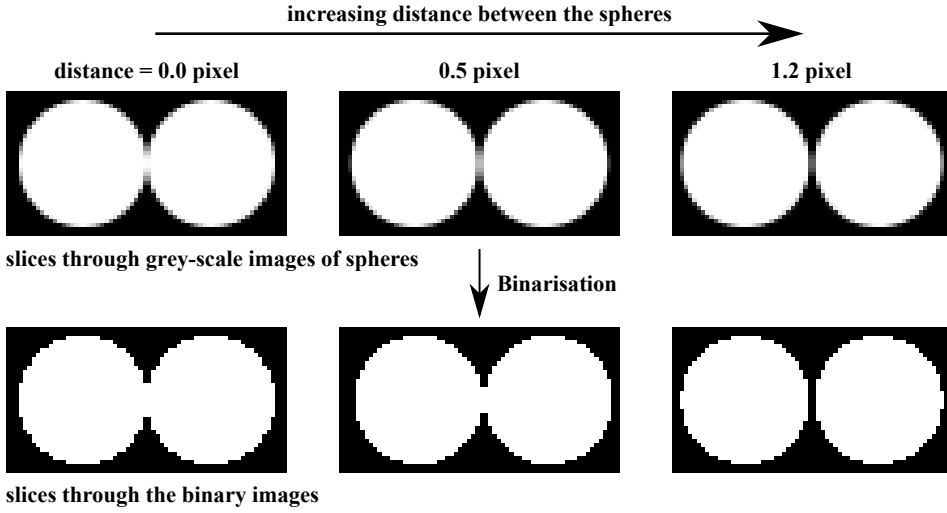 increasing distance between the spheres
distance = 0.0 pixel
0.5 pixel
1.2 pixel
slices through grey-scale images of spheres
Binarisation
slices through the binary images